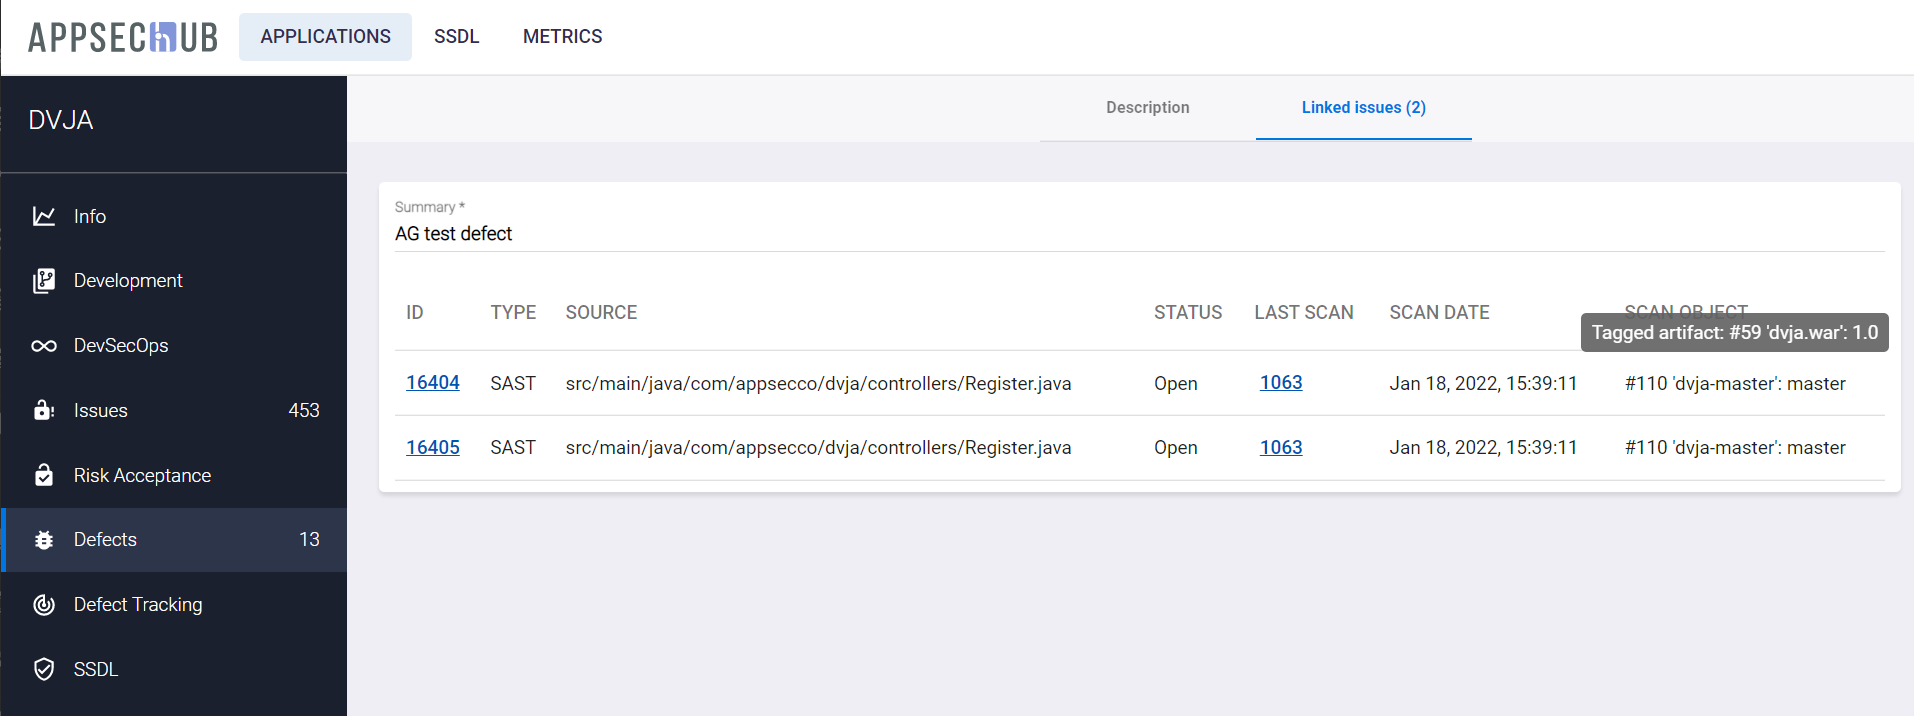 APPSECHUB APPLICATIONS SSDL METRICS
DVJA
Info
Development
DevSecOps
Issues 453
Risk Acceptance
Defects 13
Defect Tracking
SSDL
Description Linked issues (2)
Summary *
AG test defect
ID TYPE SOURCE STATUS LAST SCAN SCAN DATE SCAN OBJECT
Tagged artifact: #59 'dvja.war': 1.0
16404 SAST src/main/java/com/appsecco/dvja/controllers/Register.java Open 1063 Jan 18, 2022, 15:39:11 #110 'dvja-master': master
16405 SAST src/main/java/com/appsecco/dvja/controllers/Register.java Open 1063 Jan 18, 2022, 15:39:11 #110 'dvja-master': master